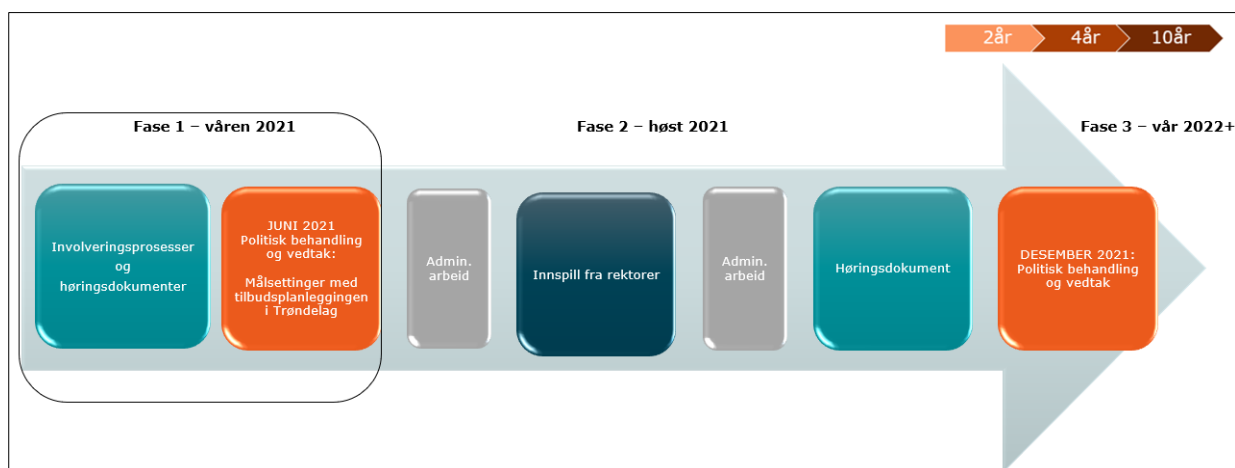 2år 4år 10år
Fase 1 – våren 2021
Fase 2 – høst 2021
Fase 3 – vår 2022+
Involveringsprosesser
og
høringsdokumenter
JUNI 2021
Politisk behandling
og vedtak:
Målsettinger med
tilbudsplanleggingen
i Trøndelag
Admin.
arbeid
Innspill fra rektorer
Admin.
arbeid
Høringsdokument
DESEMBER 2021:
Politisk behandling
og vedtak